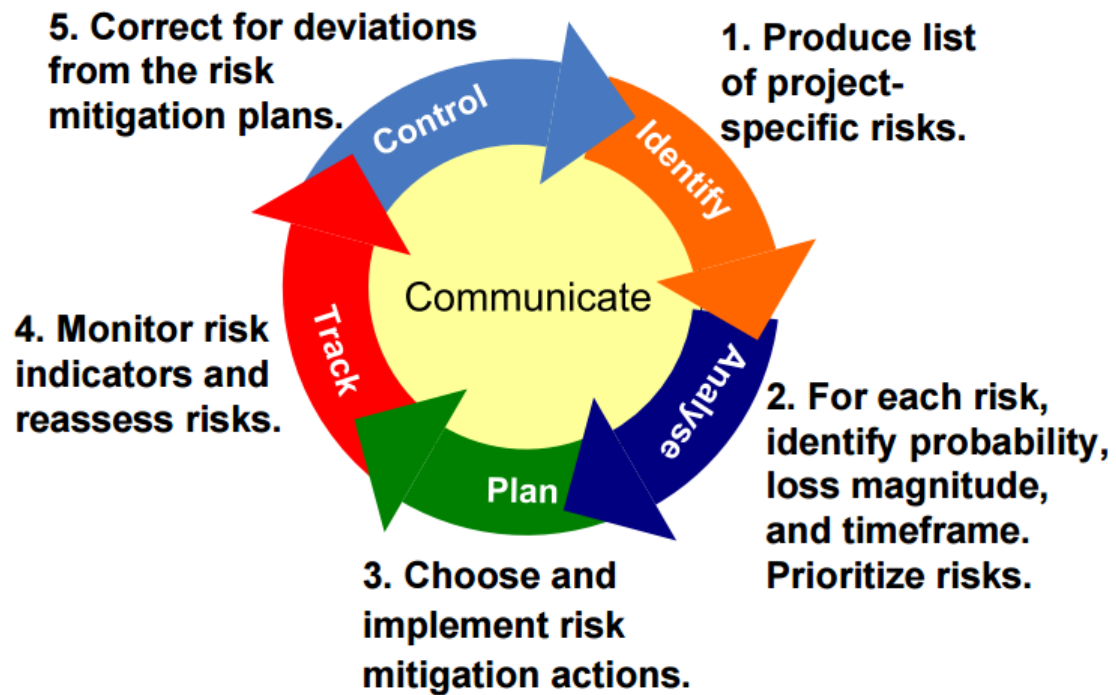 5. Correct for deviations
from the risk
mitigation plans.
Control
1. Produce list
of project-
specific risks.
Identify
Communicate
4. Monitor risk
indicators and
reassess risks.
Track
Analyse
2. For each risk,
identify probability,
loss magnitude,
and timeframe.
Prioritize risks.
Plan
3. Choose and
implement risk
mitigation actions.